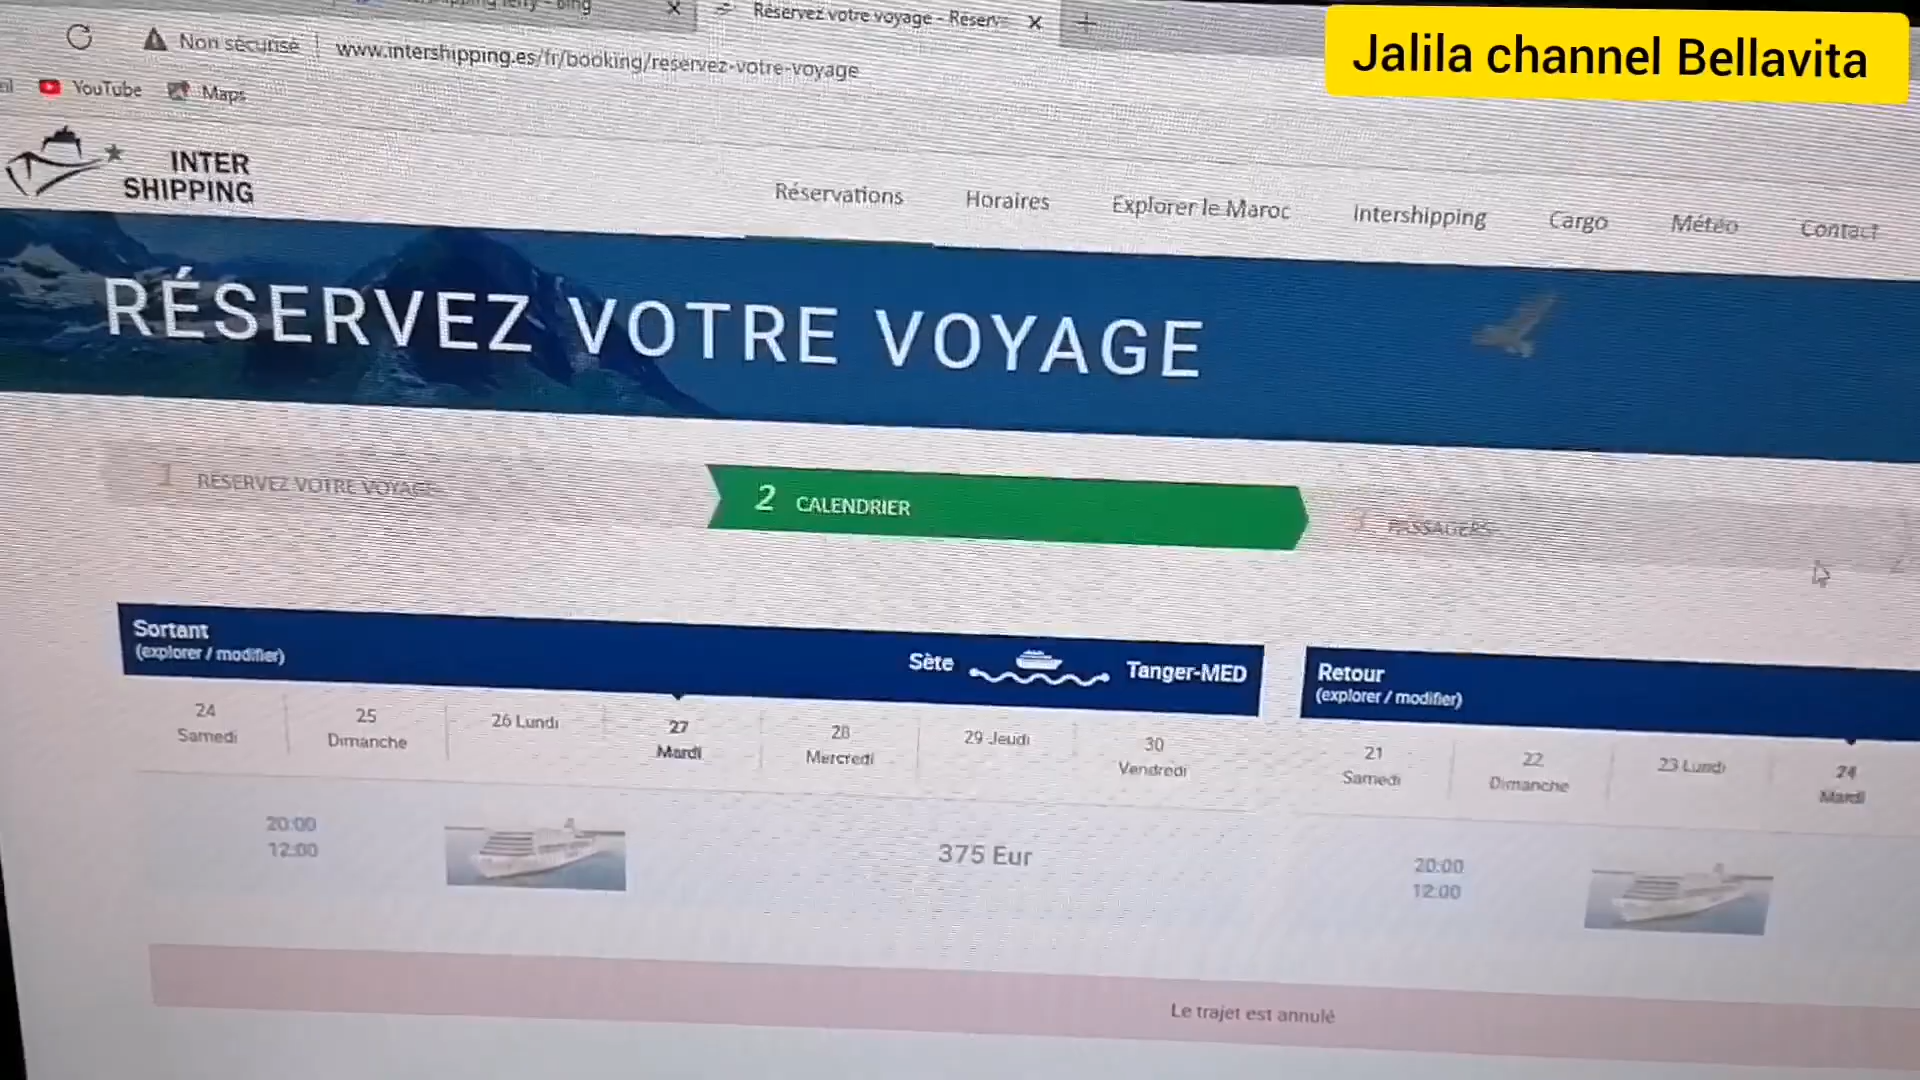 Réservez votre voyage - Reserv
Jalila channel Bellavita
Non sécurisé
www.intershipping.es/fr/booking/reservez-votre-voyage
YouTube
Maps
INTER
SHIPPING
Réservations
Horaires
Explorer le Maroc
Intershipping
Cargo
Météo
Contact
RÉSERVEZ VOTRE VOYAGE
1 RESERVEZ VOTRE VOYAGE
2 CALENDRIER
3 PASSAGERS
Sortant
(explorer / modifier)
Sète
Tanger-MED
Retour
(explorer / modifier)
24
Samedi
25
Dimanche
26 Lundi
27
Mardi
28
Mercredi
29 Jeudi
30
Vendredi
21
Samedi
22
Dimanche
23 Lundi
24
Mardi
20:00
12:00
375 Eur
20:00
12:00
Le trajet est annulé